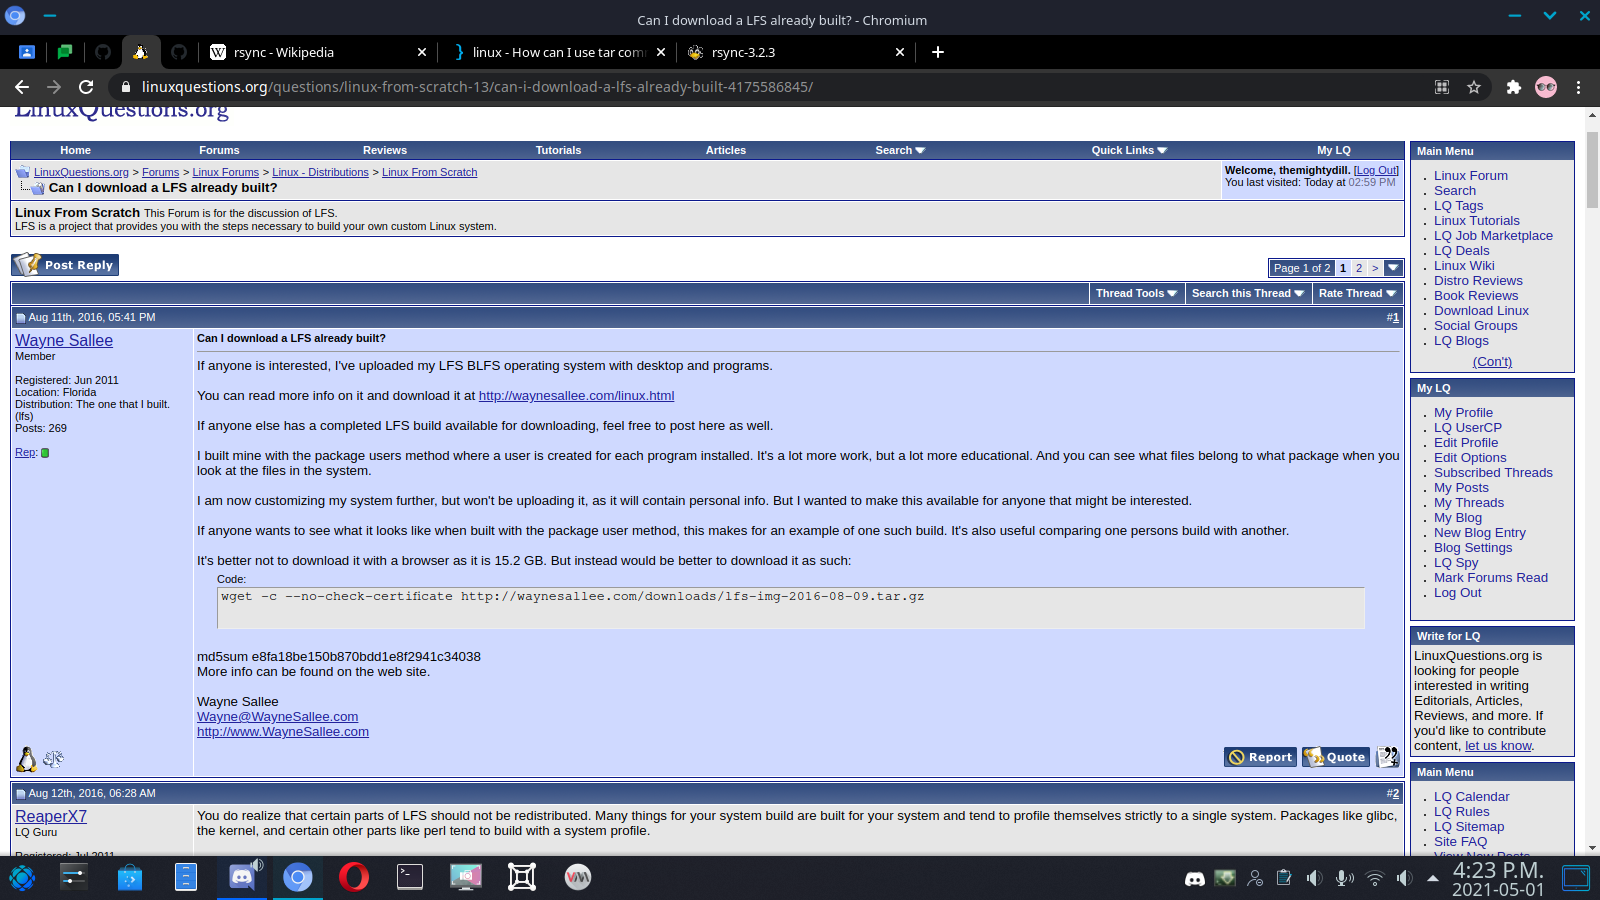 Can I download a LFS already built? - Chromium
rsync - Wikipedia
linux - How can I use tar com
rsync-3.2.3
linuxquestions.org/questions/linux-from-scratch-13/can-i-download-a-lfs-already-built-4175586845/
LinuxQuestions.org
Home Forums Reviews Tutorials Articles Search Quick Links My LQ
LinuxQuestions.org > Forums > Linux Forums > Linux - Distributions > Linux From Scratch
Can I download a LFS already built?
Welcome, themightydill. [Log Out]
You last visited: Today at 02:59 PM
Linux From Scratch This Forum is for the discussion of LFS.
LFS is a project that provides you with the steps necessary to build your own custom Linux system.
Post Reply
Page 1 of 2 1 2 >
Thread Tools Search this Thread Rate Thread
Aug 11th, 2016, 05:41 PM #1
Wayne Sallee
Member
Registered: Jun 2011
Location: Florida
Distribution: The one that I built.
(lfs)
Posts: 269
Rep:
Can I download a LFS already built?
If anyone is interested, I've uploaded my LFS BLFS operating system with desktop and programs.
You can read more info on it and download it at http://waynesallee.com/linux.html
If anyone else has a completed LFS build available for downloading, feel free to post here as well.
I built mine with the package users method where a user is created for each program installed. It's a lot more work, but a lot more educational. And you can see what files belong to what package when you
look at the files in the system.
I am now customizing my system further, but won't be uploading it, as it will contain personal info. But I wanted to make this available for anyone that might be interested.
If anyone wants to see what it looks like when built with the package user method, this makes for an example of one such build. It's also useful comparing one persons build with another.
It's better not to download it with a browser as it is 15.2 GB. But instead would be better to download it as such:
Code:
wget -c --no-check-certificate http://waynesallee.com/downloads/lfs-img-2016-08-09.tar.gz
md5sum e8fa18be150b870bdd1e8f2941c34038
More info can be found on the web site.
Wayne Sallee
Wayne@WayneSallee.com
http://www.WayneSallee.com
Report Quote
Aug 12th, 2016, 06:28 AM #2
ReaperX7
LQ Guru
Registered: Jul 2011
You do realize that certain parts of LFS should not be redistributed. Many things for your system build are built for your system and tend to profile themselves strictly to a single system. Packages like glibc,
the kernel, and certain other parts like perl tend to build with a system profile.
Main Menu
Linux Forum
Search
LQ Tags
Linux Tutorials
LQ Job Marketplace
LQ Deals
Linux Wiki
Distro Reviews
Book Reviews
Download Linux
Social Groups
LQ Blogs
(Con't)
My LQ
My Profile
LQ UserCP
Edit Profile
Edit Options
Subscribed Threads
My Posts
My Threads
My Blog
New Blog Entry
Blog Settings
LQ Spy
Mark Forums Read
Log Out
Write for LQ
LinuxQuestions.org is
looking for people
interested in writing
Editorials, Articles,
Reviews, and more. If
you'd like to contribute
content, let us know.
Main Menu
LQ Calendar
LQ Rules
LQ Sitemap
Site FAQ
View New Posts
4:23 P.M.
2021-05-01